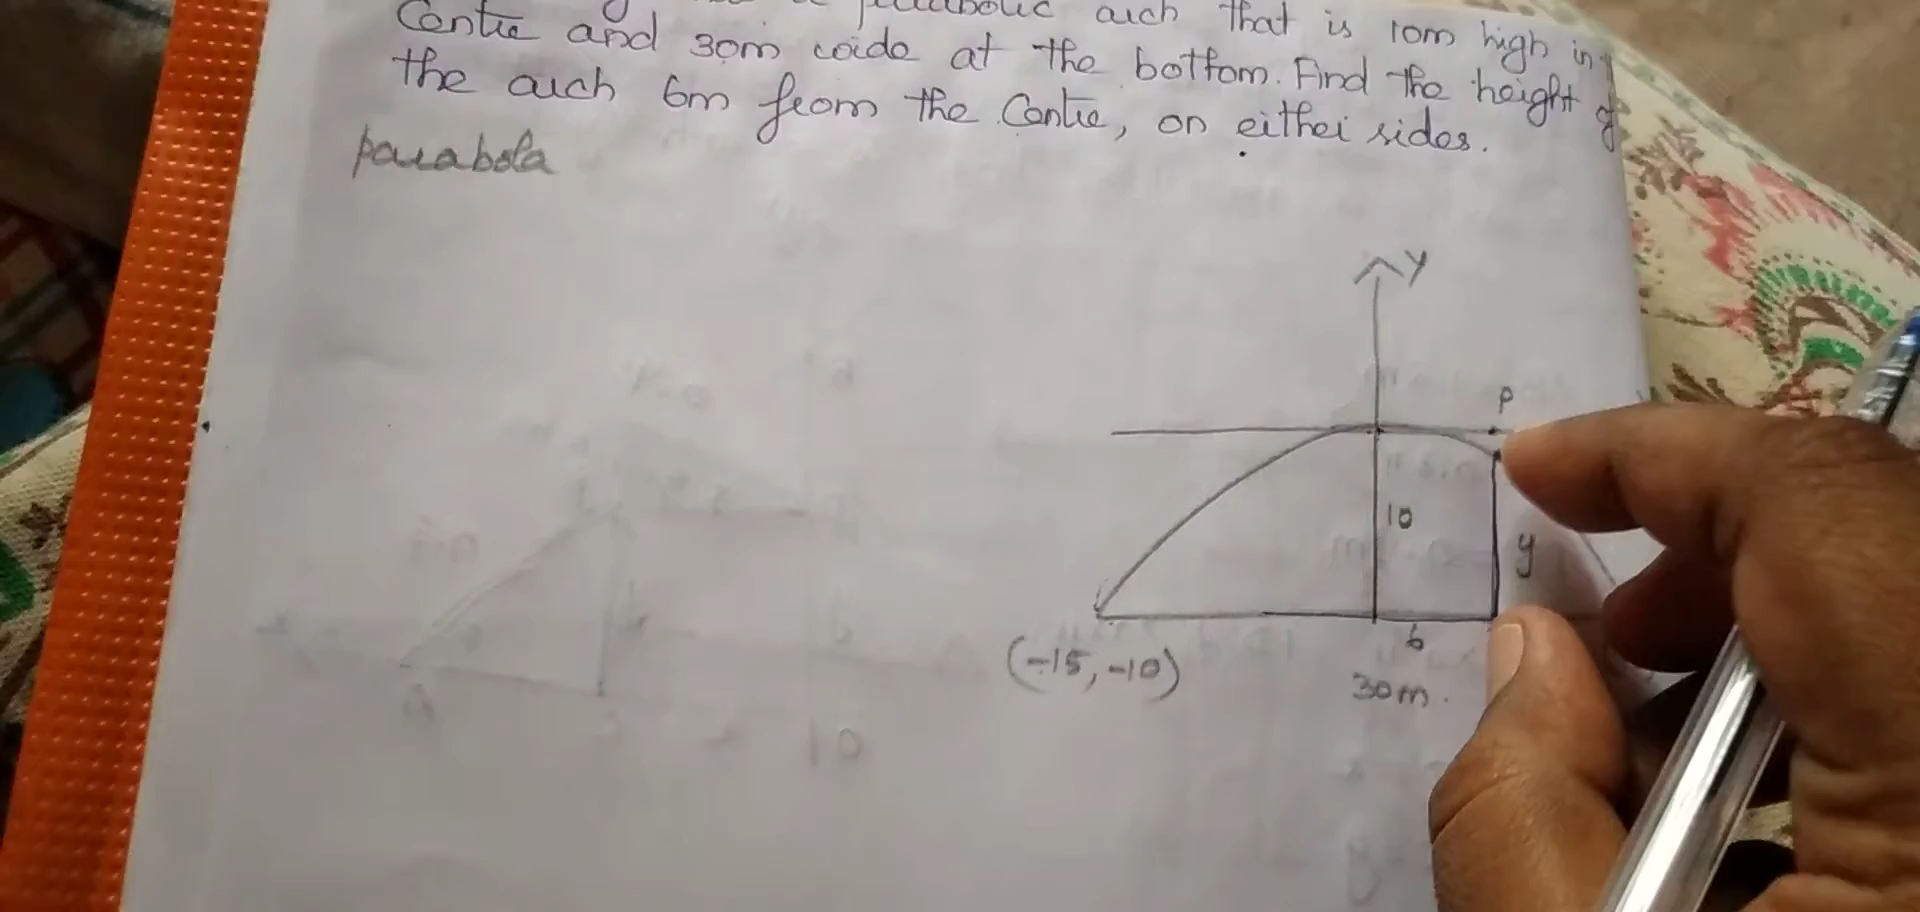 arch that is 10m high in
Centre and 30m wide at the bottom. Find the height of
the arch 6m from the Centre, on either sides.
parabola
y
P
10
y
6
(-15, -10)
30m.